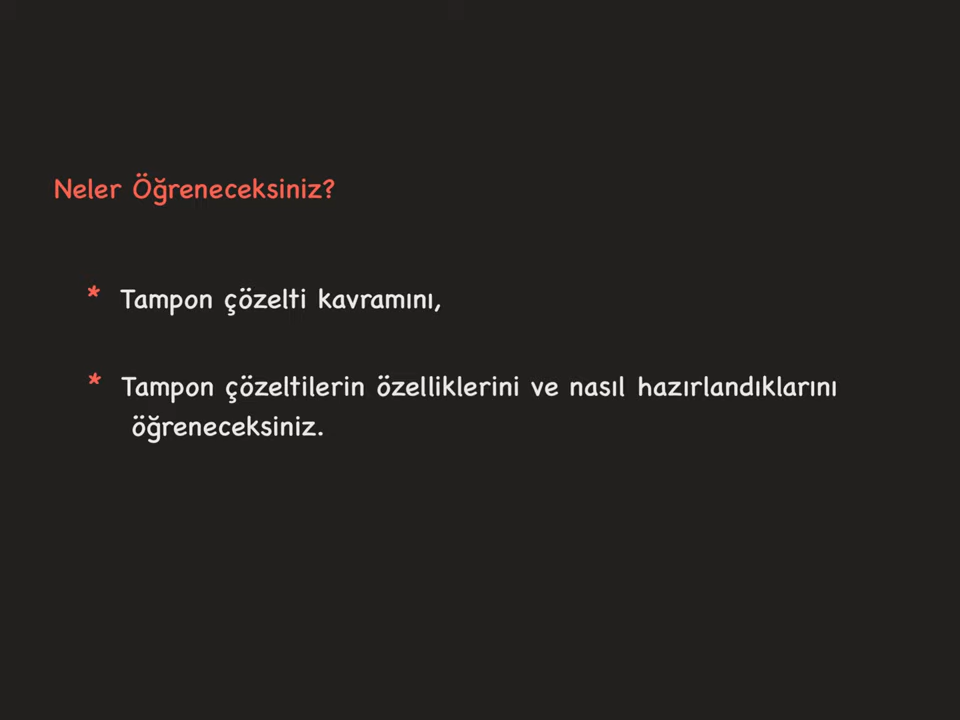 Neler Öğreneceksiniz?
* Tampon çözelti kavramını,
* Tampon çözeltilerin özelliklerini ve nasıl hazırlandıklarını
öğreneceksiniz.